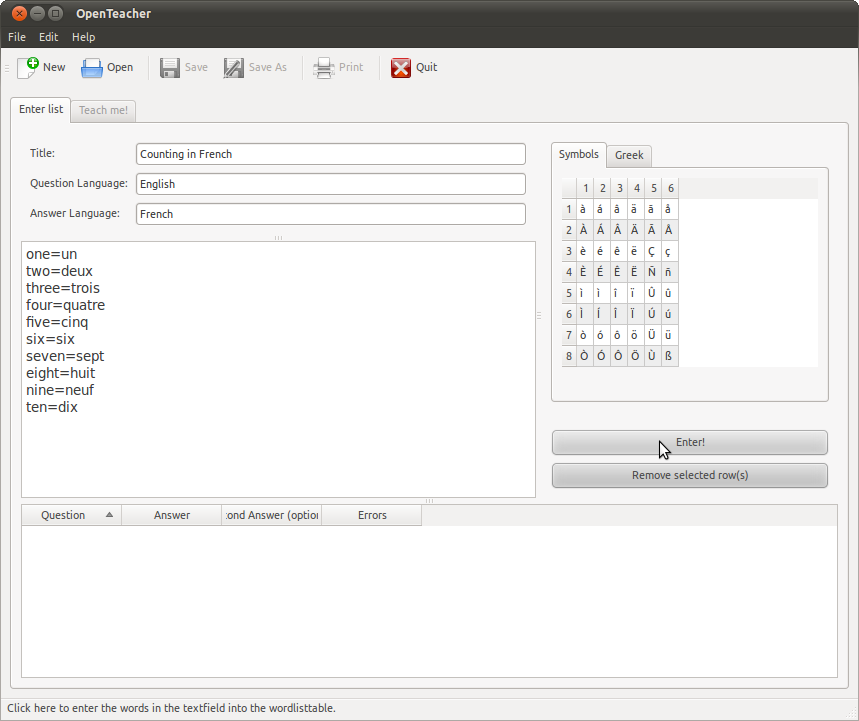 OpenTeacher
File Edit Help
New Open Save Save As Print Quit
Enter list Teach me!
Title: Counting in French
Question Language: English
Answer Language: French
one=un
two=deux
three=trois
four=quatre
five=cinq
six=six
seven=sept
eight=huit
nine=neuf
ten=dix
Symbols Greek
1 2 3 4 5 6
1 à á â ä ã å
2 À Á Â Ä Ã Å
3 è é ê ë Ç ç
4 È É Ê Ë Ñ ñ
5 ì ì î ï Û û
6 Ì Í Î Ï Ú ú
7 ò ó ô ö Ü ü
8 Ò Ó Ô Ö Ù ß
Enter!
Remove selected row(s)
Question Answer ond Answer (option Errors
Click here to enter the words in the textfield into the wordlisttable.